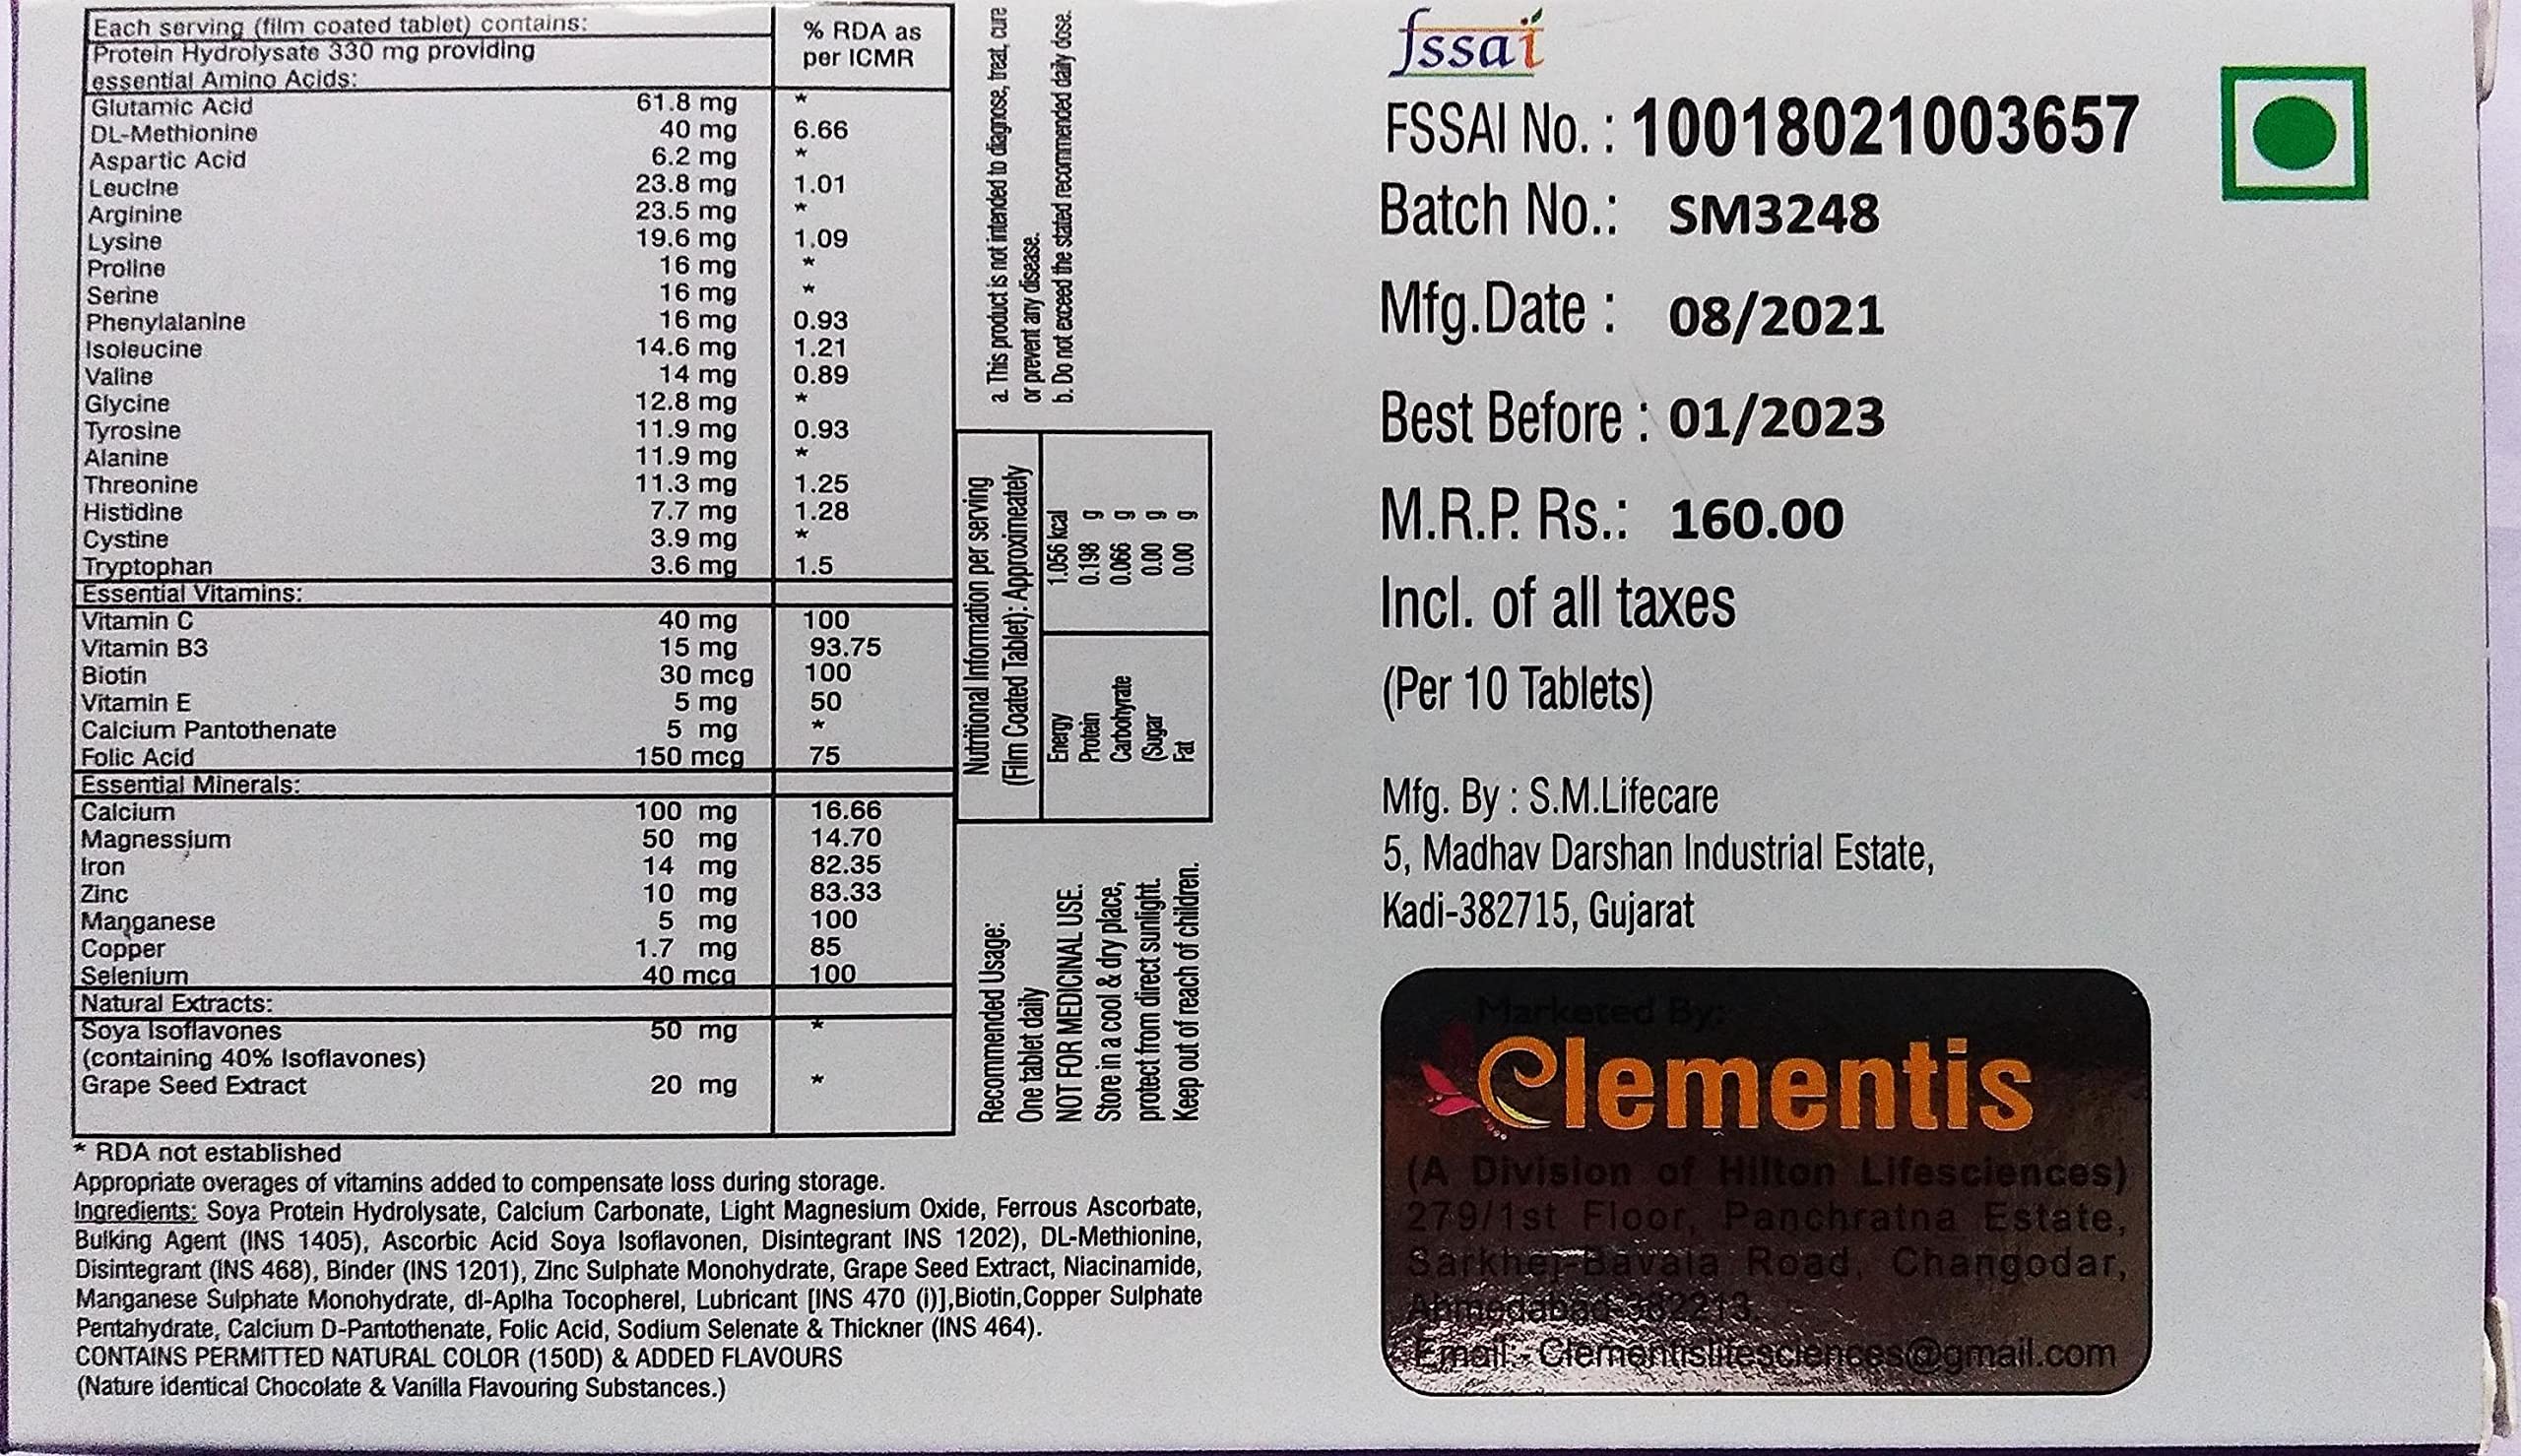 Each serving (film coated tablet) contains: % RDA as
per ICMR
Protein Hydrolysate 330 mg providing
essential Amino Acids:
Glutamic Acid 61.8 mg *
DL-Methionine 40 mg 6.66
Aspartic Acid 6.2 mg *
Leucine 23.8 mg 1.01
Arginine 23.5 mg *
Lysine 19.6 mg 1.09
Proline 16 mg *
Serine 16 mg *
Phenylalanine 16 mg 0.93
Isoleucine 14.6 mg 1.21
Valine 14 mg 0.89
Glycine 12.8 mg *
Tyrosine 11.9 mg 0.93
Alanine 11.9 mg *
Threonine 11.3 mg 1.25
Histidine 7.7 mg 1.28
Cystine 3.9 mg *
Tryptophan 3.6 mg 1.5
Essential Vitamins:
Vitamin C 40 mg 100
Vitamin B3 15 mg 93.75
Biotin 30 mcg 100
Vitamin E 5 mg 50
Calcium Pantothenate 5 mg *
Folic Acid 150 mcg 75
Essential Minerals:
Calcium 100 mg 16.66
Magnessium 50 mg 14.70
Iron 14 mg 82.35
Zinc 10 mg 83.33
Manganese 5 mg 100
Copper 1.7 mg 85
Selenium 40 mcg 100
Natural Extracts:
Soya Isoflavones 50 mg *
(containing 40% Isoflavones)
Grape Seed Extract 20 mg *
* RDA not established
Appropriate overages of vitamins added to compensate loss during storage.
Ingredients: Soya Protein Hydrolysate, Calcium Carbonate, Light Magnesium Oxide, Ferrous Ascorbate,
Bulking Agent (INS 1405), Ascorbic Acid Soya Isoflavonen, Disintegrant INS 1202), DL-Methionine,
Disintegrant (INS 468), Binder (INS 1201), Zinc Sulphate Monohydrate, Grape Seed Extract, Niacinamide,
Manganese Sulphate Monohydrate, dl-Aplha Tocopherel, Lubricant [INS 470 (i)],Biotin,Copper Sulphate
Pentahydrate, Calcium D-Pantothenate, Folic Acid, Sodium Selenate & Thickner (INS 464).
CONTAINS PERMITTED NATURAL COLOR (150D) & ADDED FLAVOURS
(Nature identical Chocolate & Vanilla Flavouring Substances.)
a. This product is not intended to diagnose, treat, cure
or prevent any disease.
b. Do not exceed the stated recommended daily dose.
Nutritional Information per serving
(Film Coated Tablet): Approximeately
Energy 1.056 kcal
Protein 0.198 g
Carbohyrate 0.066 g
(Sugar 0.00 g
Fat 0.00 g
Recommended Usage:
One tablet daily
NOT FOR MEDICINAL USE.
Store in a cool & dry place,
protect from direct sunlight.
Keep out of reach of children.
fssai
FSSAI No. : 10018021003657
Batch No.: SM3248
Mfg.Date : 08/2021
Best Before : 01/2023
M.R.P. Rs.: 160.00
Incl. of all taxes
(Per 10 Tablets)
Mfg. By : S.M.Lifecare
5, Madhav Darshan Industrial Estate,
Kadi-382715, Gujarat
Marketed By:
Clementis
(A Division of Hilton Lifesciences)
279/1st Floor, Panchratna Estate,
Sarkhej-Bavala Road, Changodar,
Ahmedabad-382213.
Email:- Clementislifesciences@gmail.com